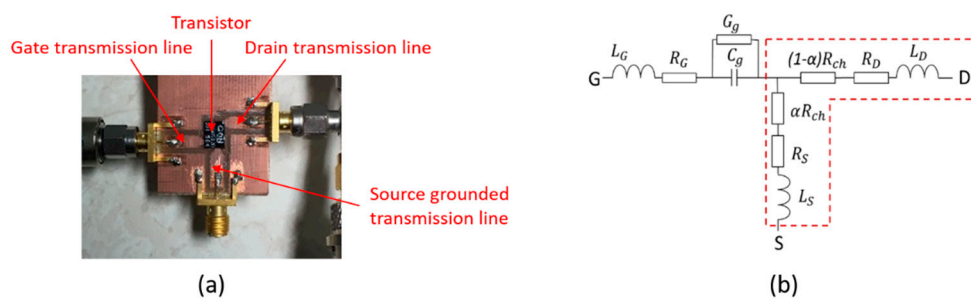 Transistor
Gate transmission line
Drain transmission line
Source grounded
transmission line
(a)
G_g
L_G
R_G
C_g
(1-α)R_ch
R_D
L_D
G
D
αR_ch
R_S
L_S
S
(b)